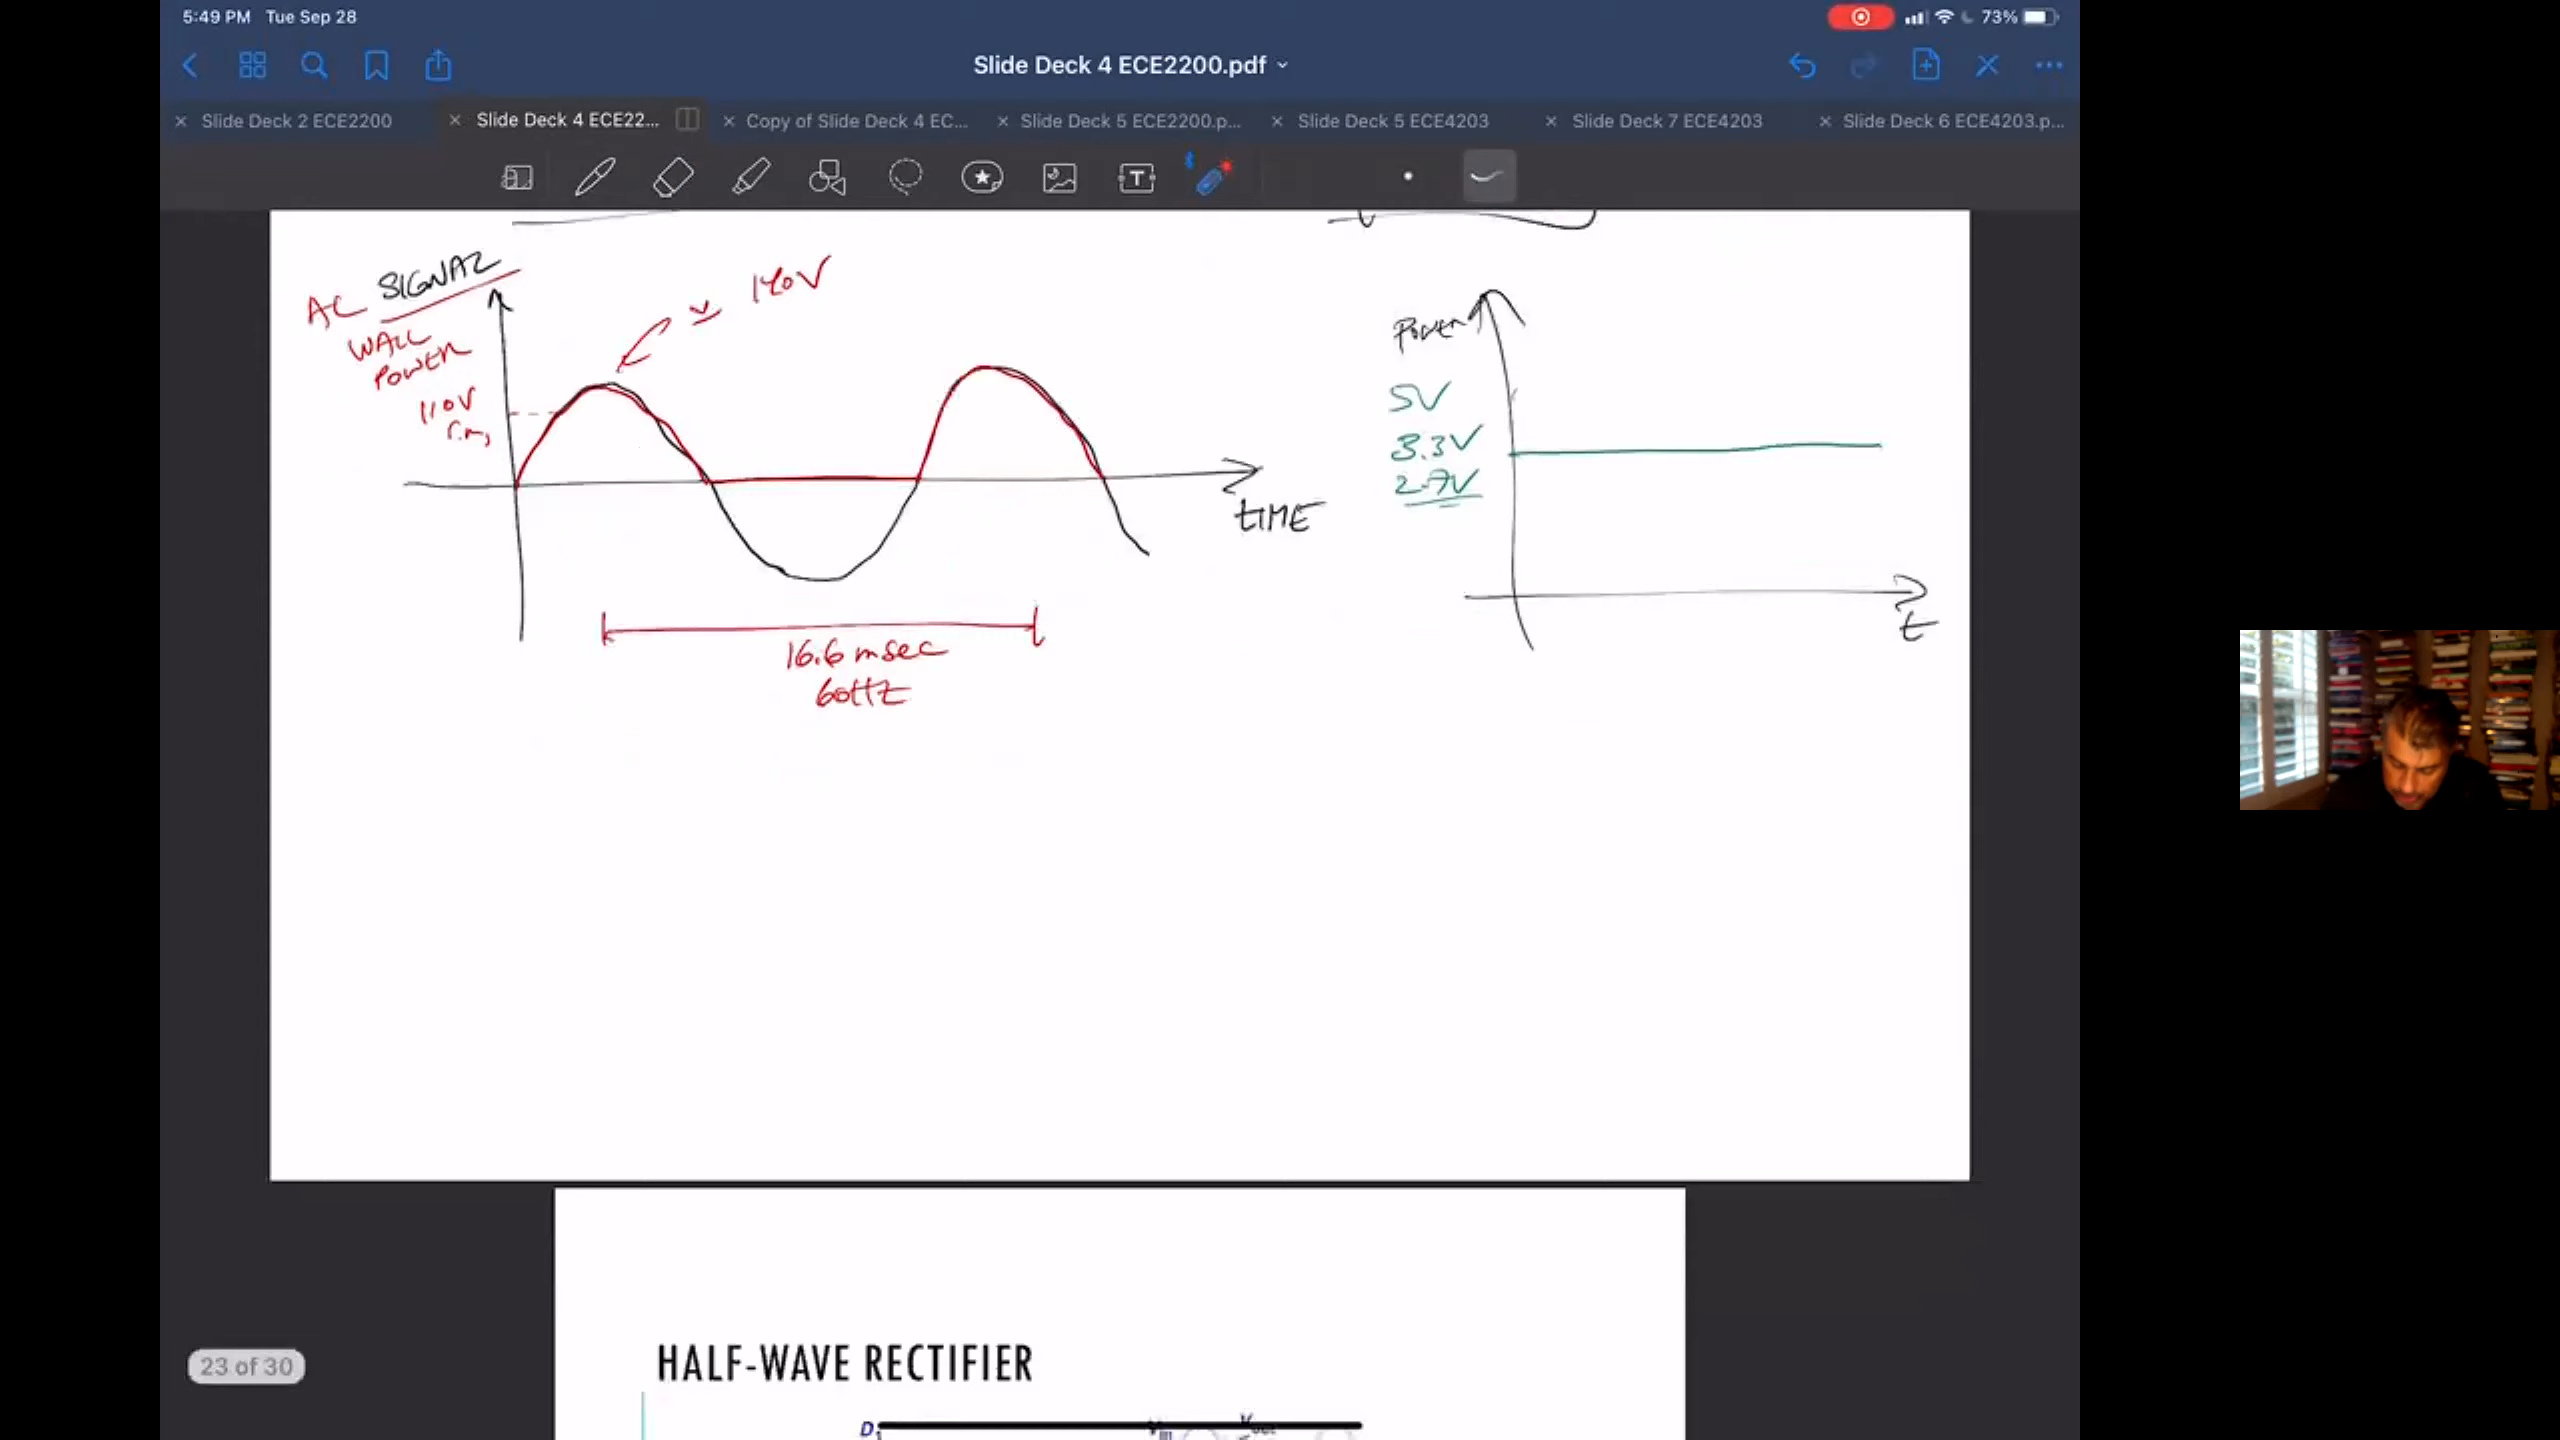 5:49 PM Tue Sep 28
73%
Slide Deck 4 ECE2200.pdf
Slide Deck 2 ECE2200
Slide Deck 4 ECE22...
Copy of Slide Deck 4 EC...
Slide Deck 5 ECE2200.p...
Slide Deck 5 ECE4203
Slide Deck 7 ECE4203
Slide Deck 6 ECE4203.p...
AC SIGNAL
WALL
POWER
110V
r.m,
140V
TIME
16.6 msec
60HZ
Power
5V
3.3V
2.7V
t
23 of 30
HALF-WAVE RECTIFIER
D1